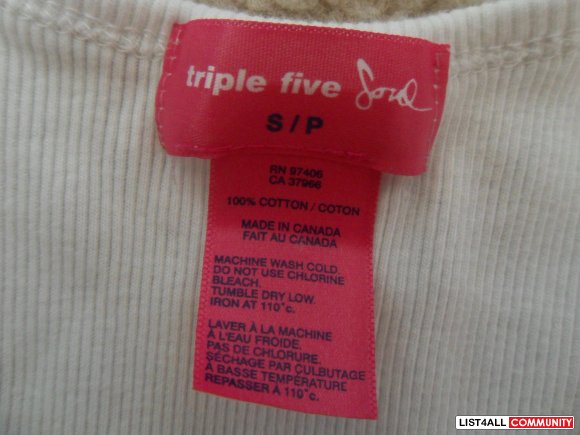 triple five Soul
S / P
RN 97406
CA 37966
100% COTTON / COTON
MADE IN CANADA
FAIT AU CANADA
MACHINE WASH COLD.
DO NOT USE CHLORINE
BLEACH.
TUMBLE DRY LOW.
IRON AT 110˚c.
LAVER À LA MACHINE
À L'EAU FROIDE.
PAS DE CHLORURE.
SÉCHAGE PAR CULBUTAGE
À BASSE TEMPÉRATURE
REPASSER À 110˚c.
LIST4ALL COMMUNITY